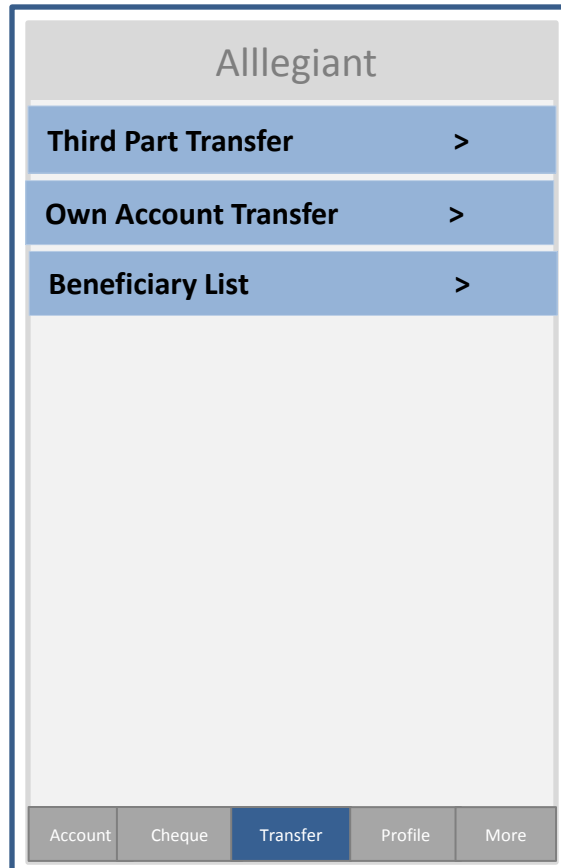 Alllegiant
Third Part Transfer >
Own Account Transfer >
Beneficiary List >
Account Cheque Transfer Profile More